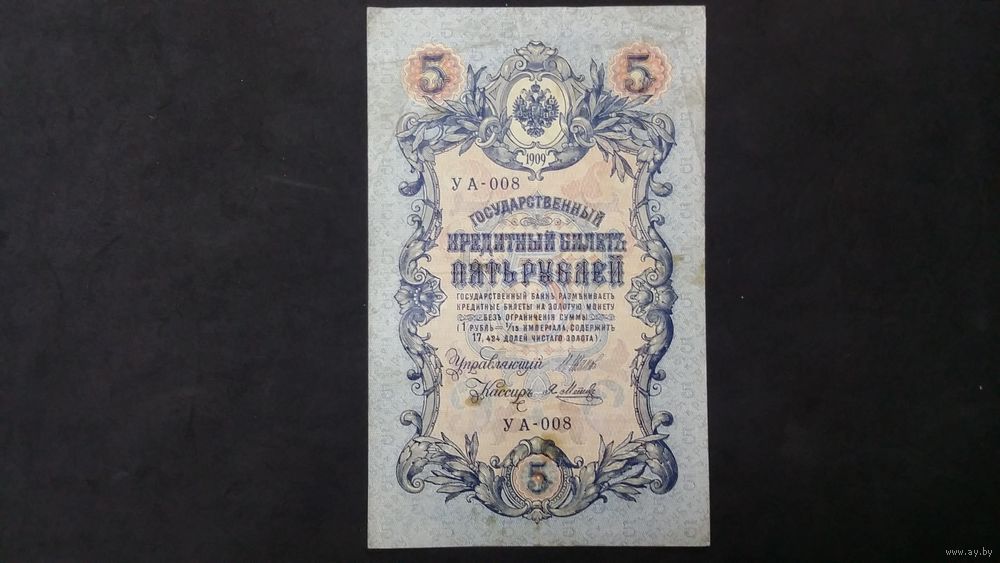 5 5
1909
УА-008
ГОСУДАРСТВЕННЫЙ
КРЕДИТНЫЙ БИЛЕТЪ
ПЯТЬ РУБЛЕЙ
ГОСУДАРСТВЕННЫЙ БАНКЪ РАЗМѢНИВАЕТЪ
КРЕДИТНЫЕ БИЛЕТЫ НА ЗОЛОТУЮ МОНЕТУ
БЕЗЪ ОГРАНИЧЕНІЯ СУММЫ
(1 РУБЛЬ = 1/15 ИМПЕРІАЛА, СОДЕРЖИТЪ
17,424 ДОЛЕЙ ЧИСТАГО ЗОЛОТА).
Управляющій
Кассиръ
УА-008
5
www.ay.by